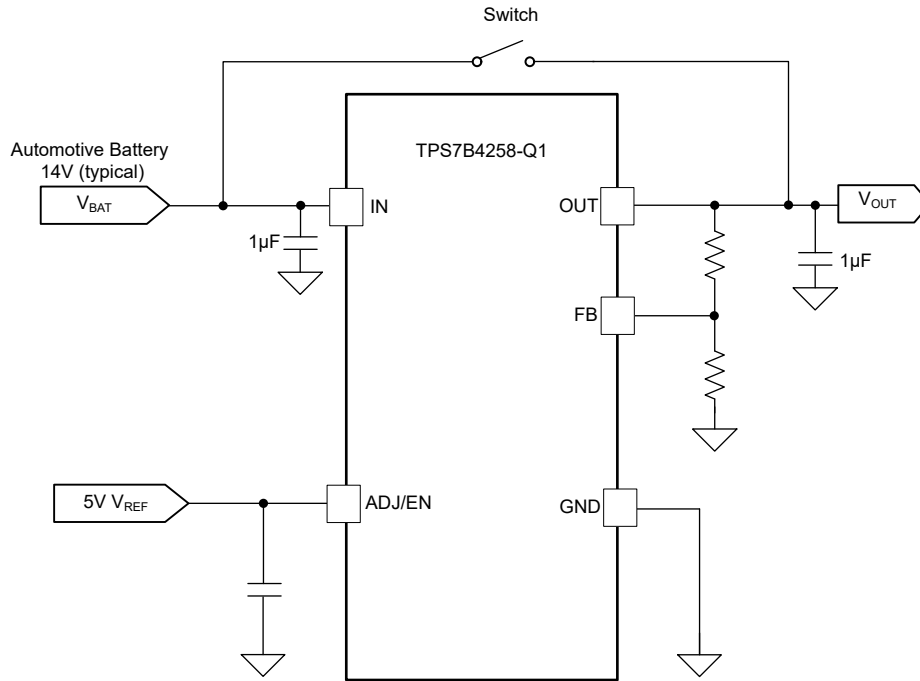 Switch
TPS7B4258-Q1
Automotive Battery
14V (typical)
VBAT
IN
OUT
VOUT
1µF
1µF
FB
5V VREF
ADJ/EN
GND